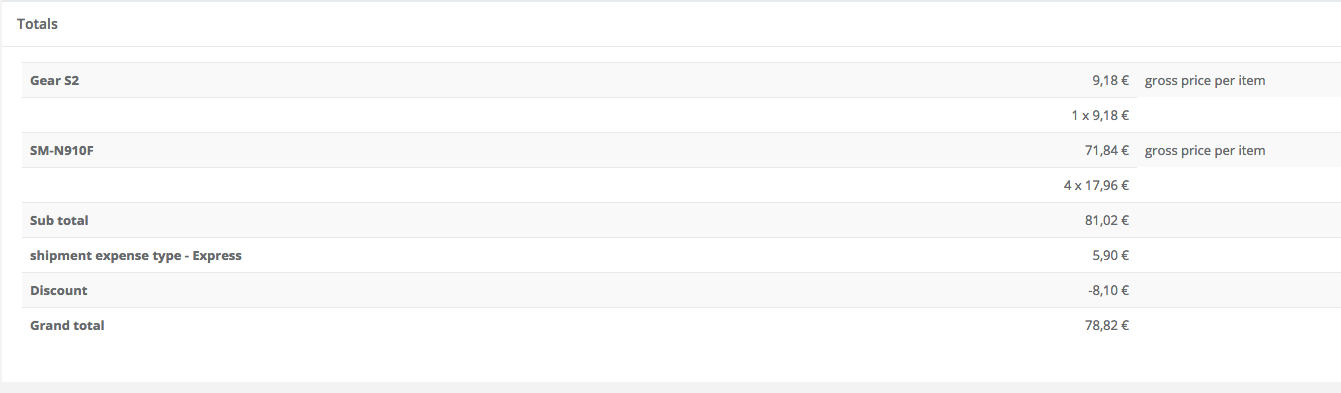 Totals
Gear S2 9,18 € gross price per item
1 x 9,18 €
SM-N910F 71,84 € gross price per item
4 x 17,96 €
Sub total 81,02 €
shipment expense type - Express 5,90 €
Discount -8,10 €
Grand total 78,82 €